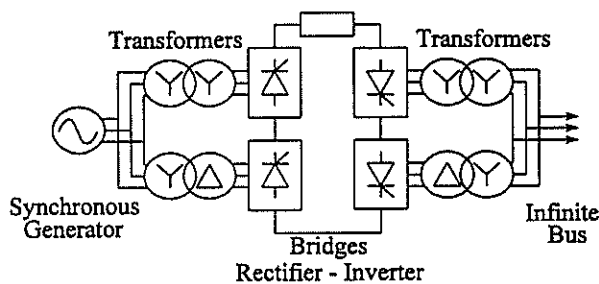 Transformers
Transformers
Synchronous
Generator
Infinite
Bus
Bridges
Rectifier - Inverter